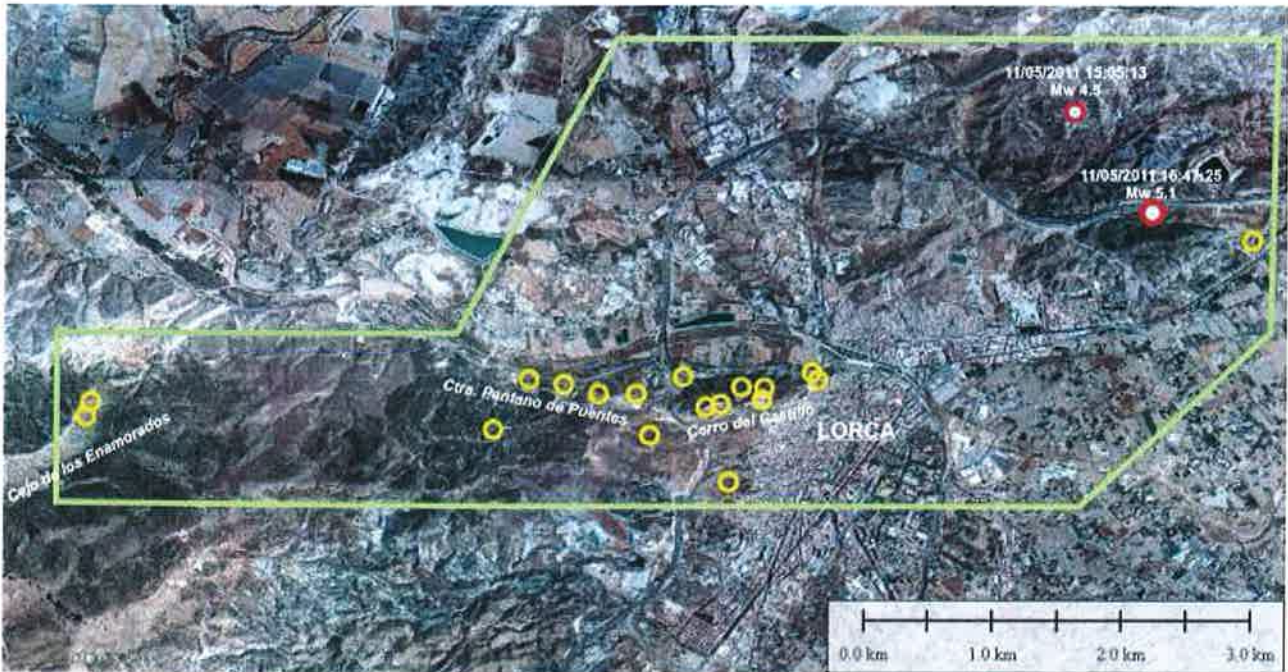 11/05/2011 15:05:13
Mw 4.5
11/05/2011 16:47:25
Mw 5.1
Ctra. Pantano de Puentes
Cerro del Castillo
LORCA
Cejo de los Enamorados
0.0 km 1.0 km 2.0 km 3.0 km